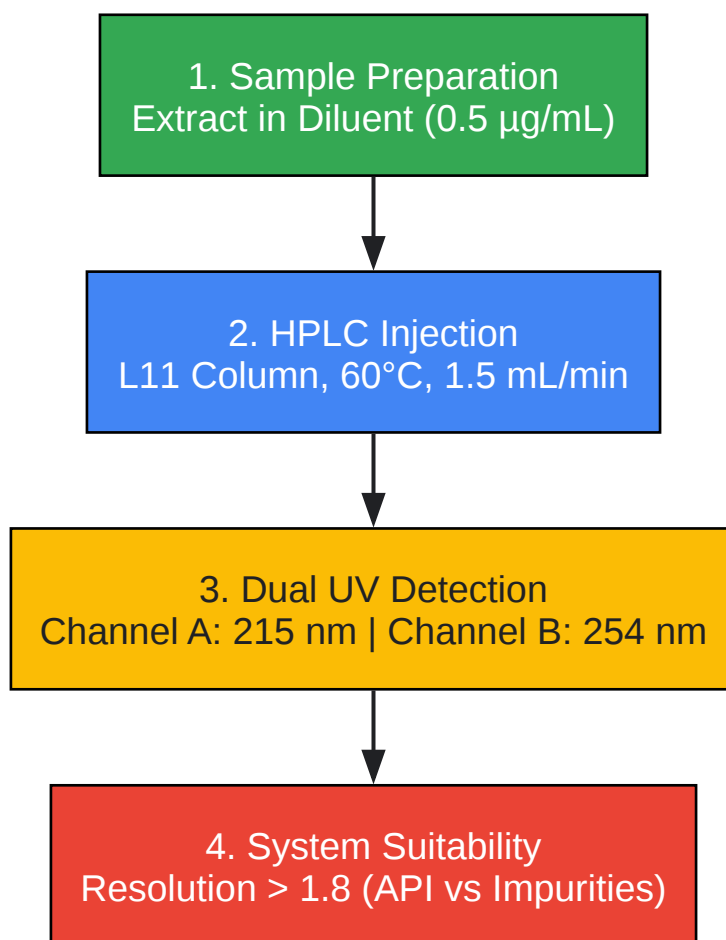 1. Sample Preparation
Extract in Diluent (0.5 µg/mL)
2. HPLC Injection
L11 Column, 60°C, 1.5 mL/min
3. Dual UV Detection
Channel A: 215 nm | Channel B: 254 nm
4. System Suitability
Resolution > 1.8 (API vs Impurities)